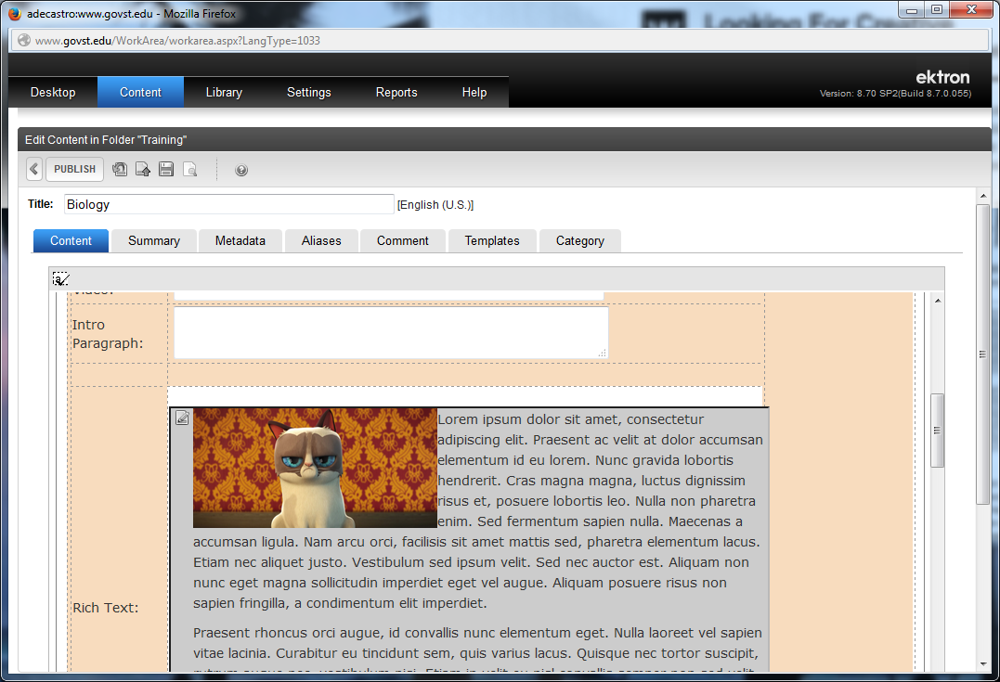 adecastro:www.govst.edu - Mozilla Firefox
Looking For Creative
www.govst.edu/WorkArea/workarea.aspx?LangType=1033
ektron
Desktop Content Library Settings Reports Help
Version: 8.70 SP2(Build 8.7.0.055)
Edit Content in Folder "Training"
PUBLISH
Title: Biology [English (U.S.)]
Content Summary Metadata Aliases Comment Templates Category
Video:
Intro
Paragraph:
Lorem ipsum dolor sit amet, consectetur
adipiscing elit. Praesent ac velit at dolor accumsan
elementum id eu lorem. Nunc gravida lobortis
hendrerit. Cras magna magna, luctus dignissim
risus et, posuere lobortis leo. Nulla non pharetra
enim. Sed fermentum sapien nulla. Maecenas a
accumsan ligula. Nam arcu orci, facilisis sit amet mattis sed, pharetra elementum lacus.
Etiam nec aliquet justo. Vestibulum sed ipsum velit. Sed nec auctor est. Aliquam non
nunc eget magna sollicitudin imperdiet eget vel augue. Aliquam posuere risus non
sapien fringilla, a condimentum elit imperdiet.
Rich Text:
Praesent rhoncus orci augue, id convallis nunc elementum eget. Nulla laoreet vel sapien
vitae lacinia. Curabitur eu tincidunt sem, quis varius lacus. Quisque nec tortor suscipit,